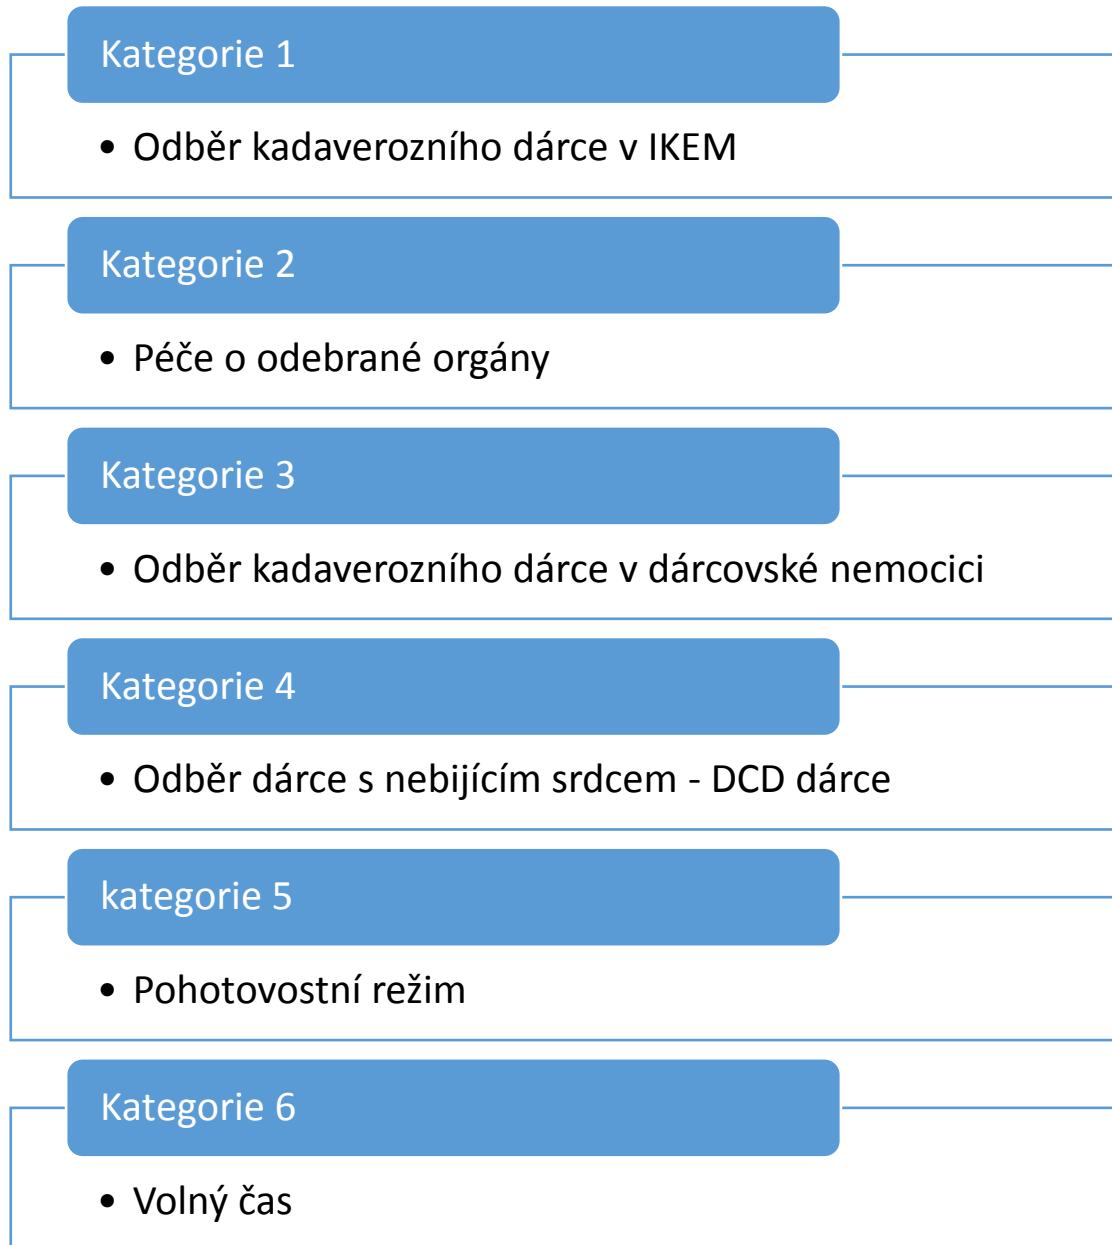 Kategorie 1
• Odběr kadaverozního dárce v IKEM
Kategorie 2
• Péče o odebrané orgány
Kategorie 3
• Odběr kadaverozního dárce v dárcovské nemocici
Kategorie 4
• Odběr dárce s nebijícím srdcem - DCD dárce
kategorie 5
• Pohotovostní režim
Kategorie 6
• Volný čas